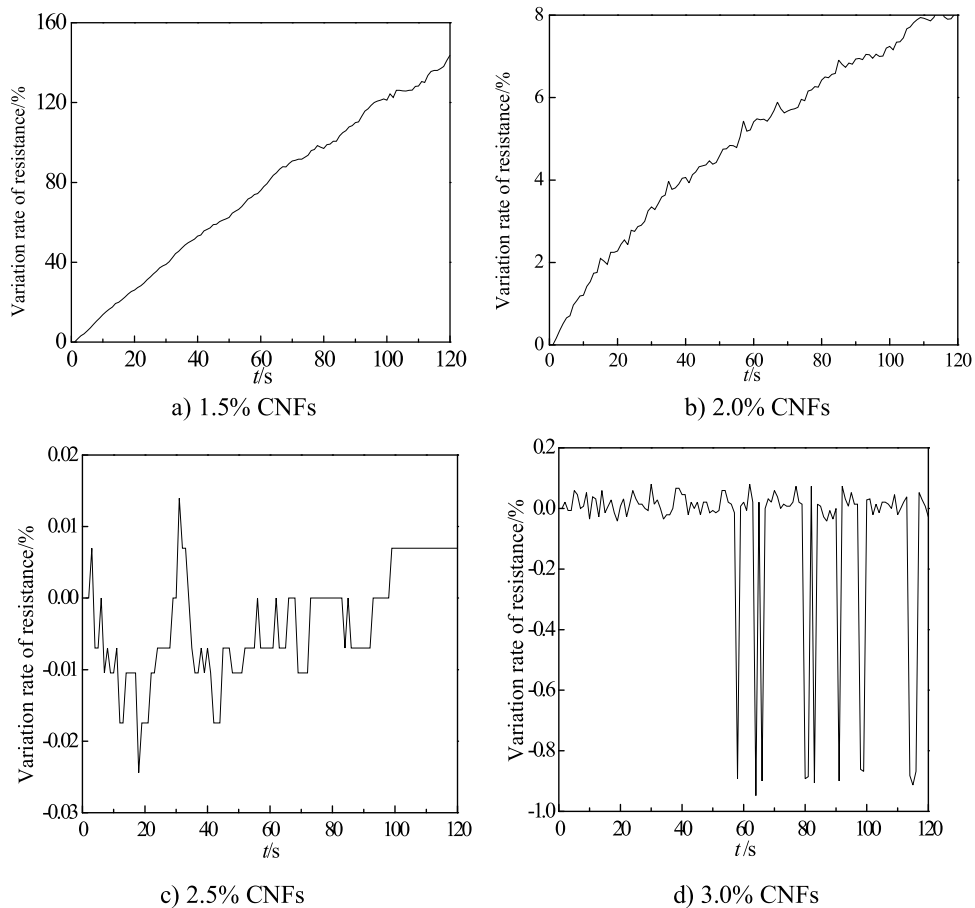 160
120
80
40
0
Variation rate of resistance/%
0 20 40 60 80 100 120
t/s
a) 1.5% CNFs
8
6
4
2
0
Variation rate of resistance/%
0 20 40 60 80 100 120
t/s
b) 2.0% CNFs
0.02
0.01
0.00
-0.01
-0.02
-0.03
Variation rate of resistance/%
0 20 40 60 80 100 120
t/s
c) 2.5% CNFs
0.2
0.0
-0.2
-0.4
-0.6
-0.8
-1.0
Variation rate of resistance/%
0 20 40 60 80 100 120
t/s
d) 3.0% CNFs